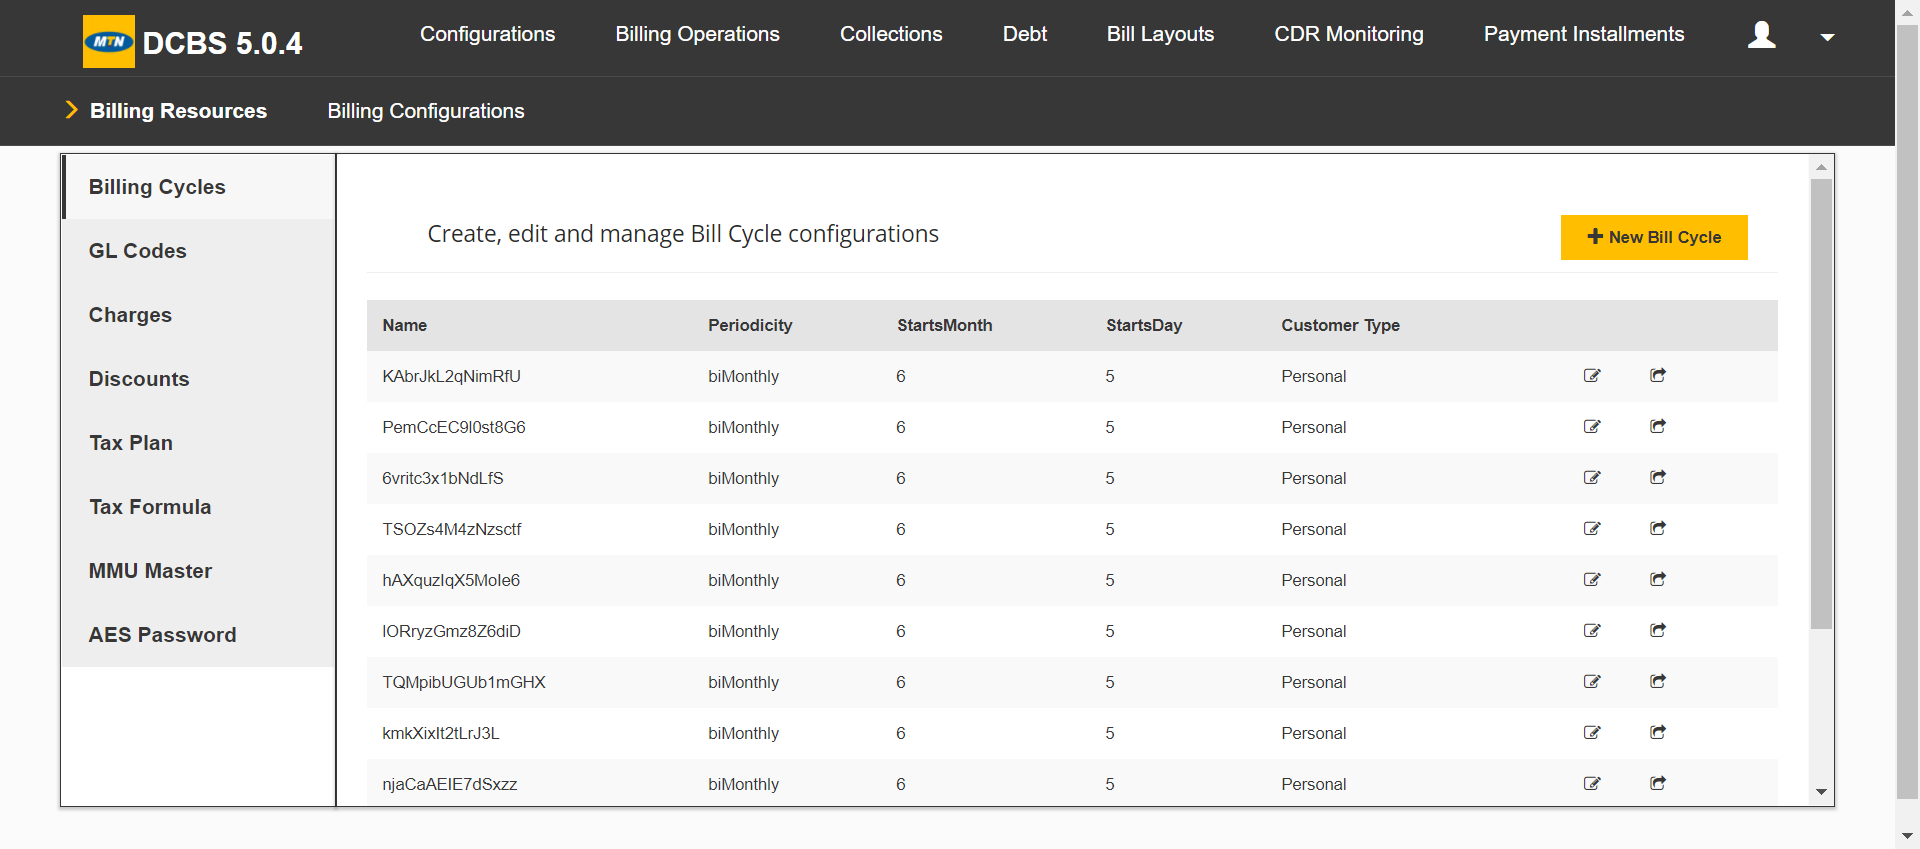 MTN DCBS 5.0.4 Configurations Billing Operations Collections Debt Bill Layouts CDR Monitoring Payment Installments
Billing Resources Billing Configurations
Billing Cycles
GL Codes
Charges
Discounts
Tax Plan
Tax Formula
MMU Master
AES Password
Create, edit and manage Bill Cycle configurations
New Bill Cycle
Name Periodicity StartsMonth StartsDay Customer Type
KAbrJkL2qNimRfU biMonthly 6 5 Personal
PemCcEC9l0st8G6 biMonthly 6 5 Personal
6vritc3x1bNdLfS biMonthly 6 5 Personal
TSOZs4M4zNzsctf biMonthly 6 5 Personal
hAXquzIqX5Mole6 biMonthly 6 5 Personal
lORryzGmz8Z6diD biMonthly 6 5 Personal
TQMpibUGUb1mGHX biMonthly 6 5 Personal
kmkXixIt2tLrJ3L biMonthly 6 5 Personal
njaCaAEIE7dSxzz biMonthly 6 5 Personal